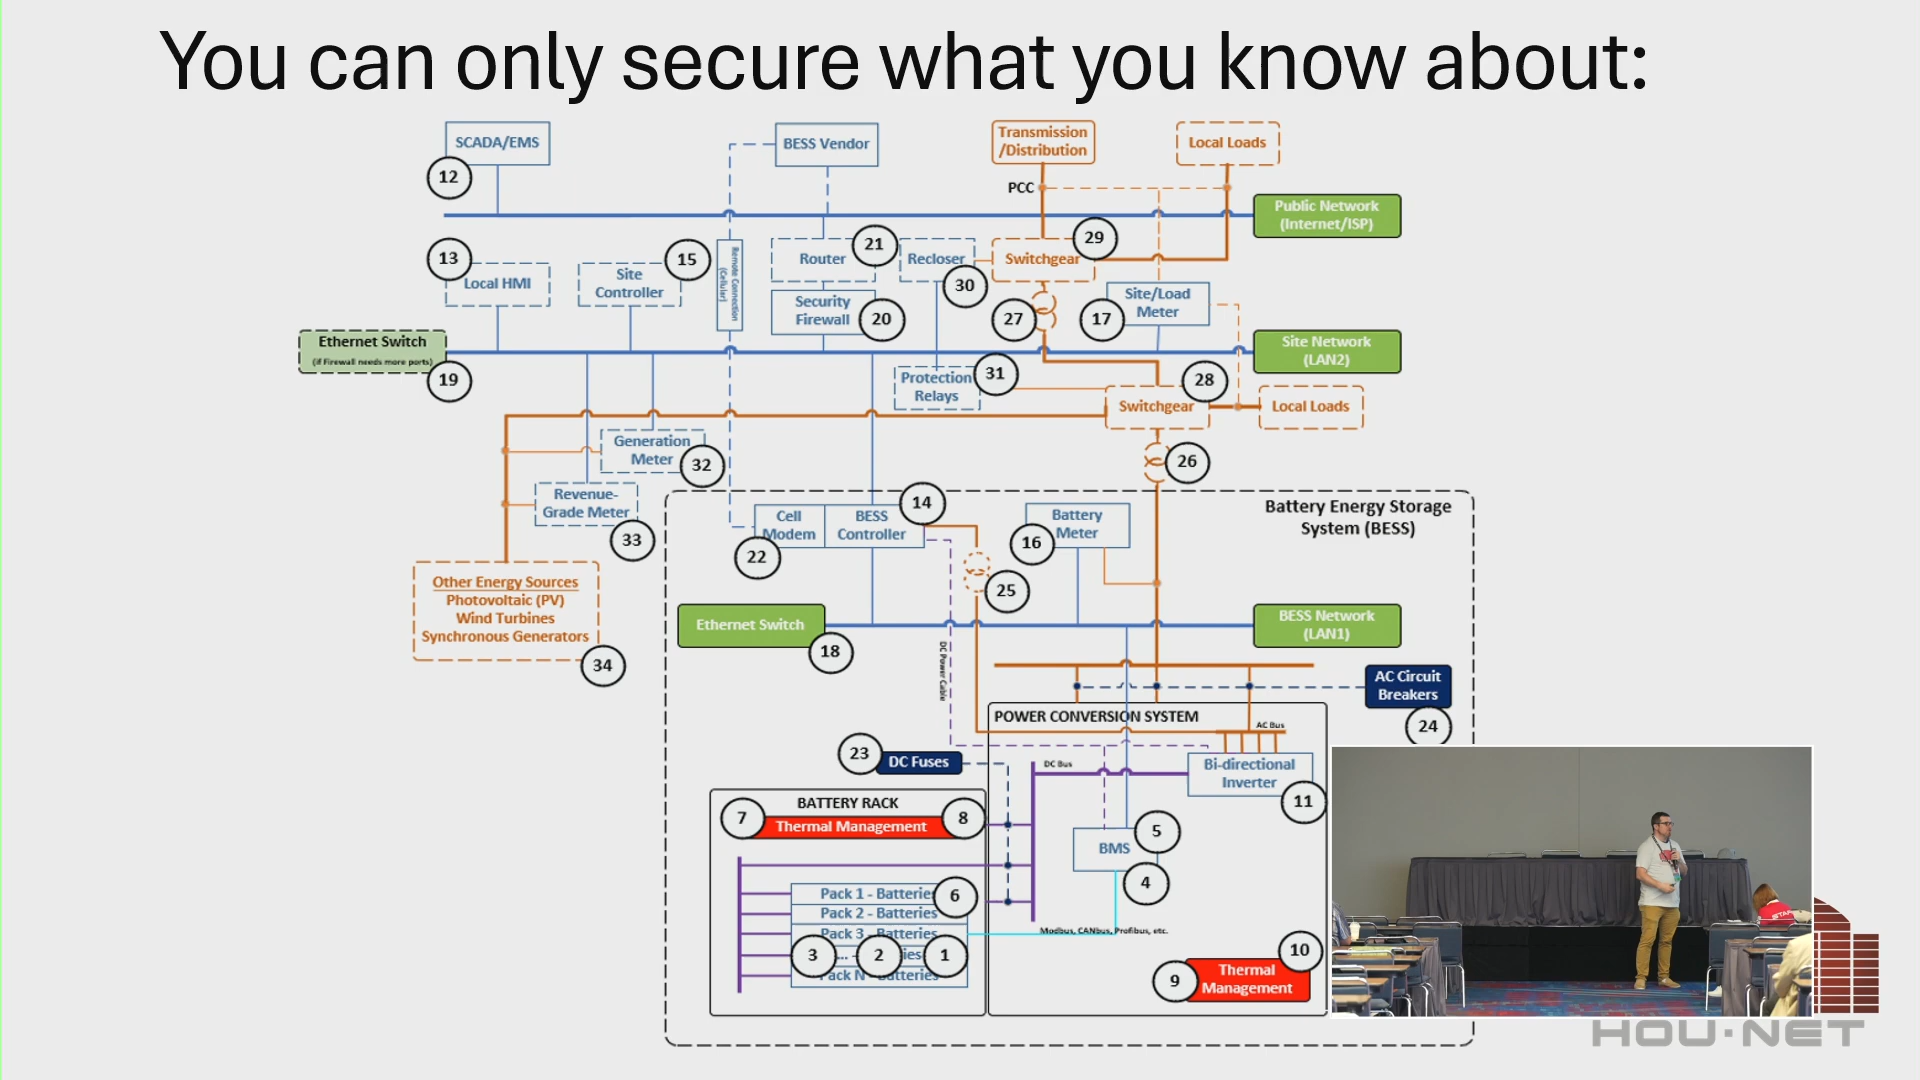 You can only secure what you know about:
SCADA/EMS
12
BESS Vendor
Transmission
/Distribution
Local Loads
PCC
Public Network
(Internet/ISP)
13
Local HMI
15
Site
Controller
Remote Connection
(Cellular)
21
Router
Recloser
30
29
Switchgear
Security
Firewall
20
27
17
Site/Load
Meter
Ethernet Switch
(if Firewall needs more ports)
19
Site Network
(LAN2)
Protection
Relays
31
28
Switchgear
Local Loads
Generation
Meter
32
26
Revenue-
Grade Meter
33
14
Cell
Modem
BESS
Controller
22
Battery
Meter
16
Battery Energy Storage
System (BESS)
25
Other Energy Sources
Photovoltaic (PV)
Wind Turbines
Synchronous Generators
34
Ethernet Switch
18
BESS Network
(LAN1)
DC Power Cable
AC Circuit
Breakers
24
POWER CONVERSION SYSTEM
AC Bus
23
DC Fuses
DC Bus
Bi-directional
Inverter
11
BATTERY RACK
7
Thermal Management
8
5
BMS
4
Pack 1 - Batteries
6
Pack 2 - Batteries
Pack 3 - Batteries
3
2
1
Pack N - Batteries
Modbus, CANbus, Profibus, etc.
10
9
Thermal
Management
HOU·NET